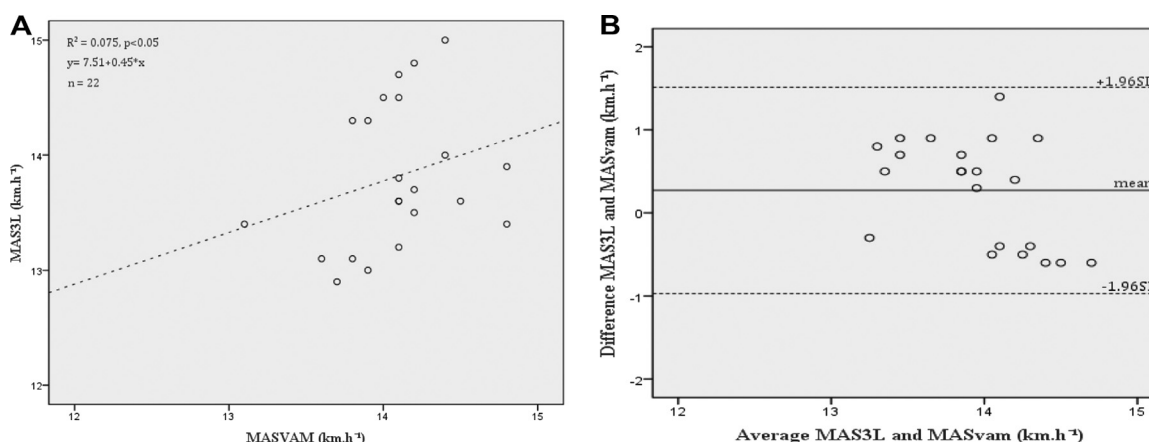 A
R² = 0.075, p<0.05
y= 7.51+0.45*x
n = 22
MAS3L (km.h⁻¹)
15
14
13
12
12 13 14 15
MASVAM (km.h⁻¹)
B
Difference MAS3L and MASvam (km.h⁻¹)
2
1
0
-1
-2
+1.96SD
mean
-1.96SD
12 13 14 15
Average MAS3L and MASvam (km.h⁻¹)